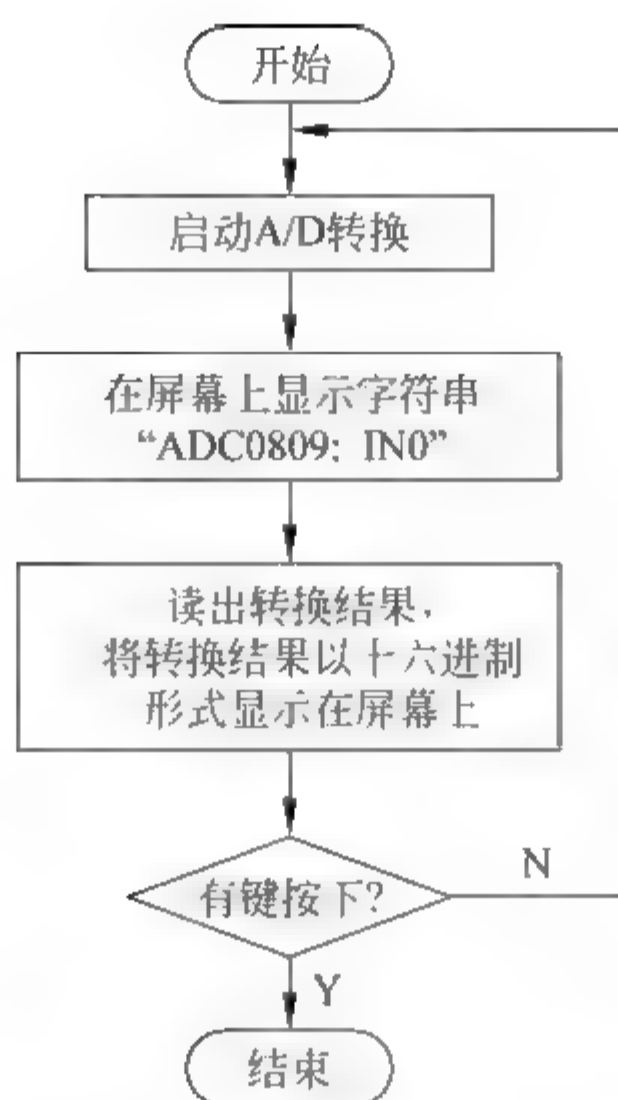 开始
启动A/D转换
在屏幕上显示字符串
“ADC0809：IN0”
读出转换结果，
将转换结果以十六进制
形式显示在屏幕上
有键按下?
N
Y
结束